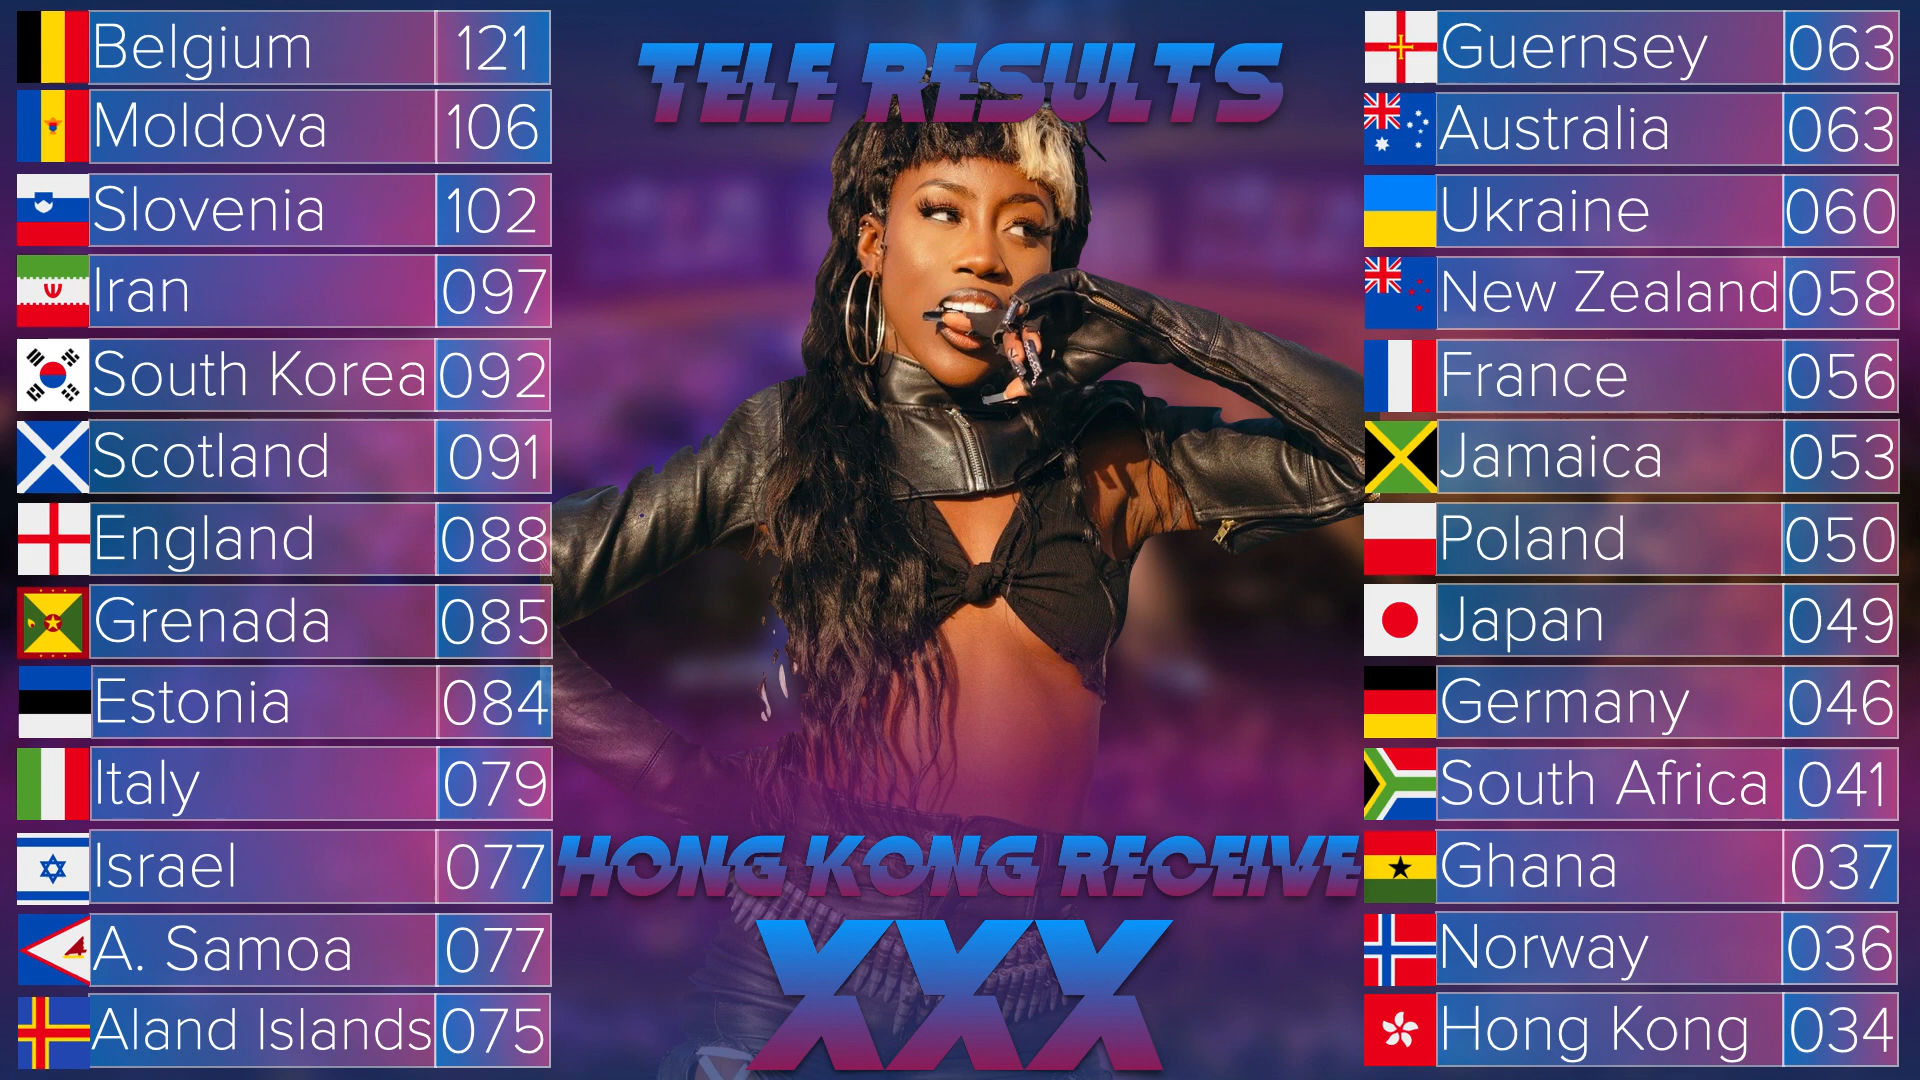 TELE RESULTS
Belgium 121
Moldova 106
Slovenia 102
Iran 097
South Korea 092
Scotland 091
England 088
Grenada 085
Estonia 084
Italy 079
Israel 077
A. Samoa 077
Aland Islands 075
Guernsey 063
Australia 063
Ukraine 060
New Zealand 058
France 056
Jamaica 053
Poland 050
Japan 049
Germany 046
South Africa 041
Ghana 037
Norway 036
Hong Kong 034
HONG KONG RECEIVE
XXX